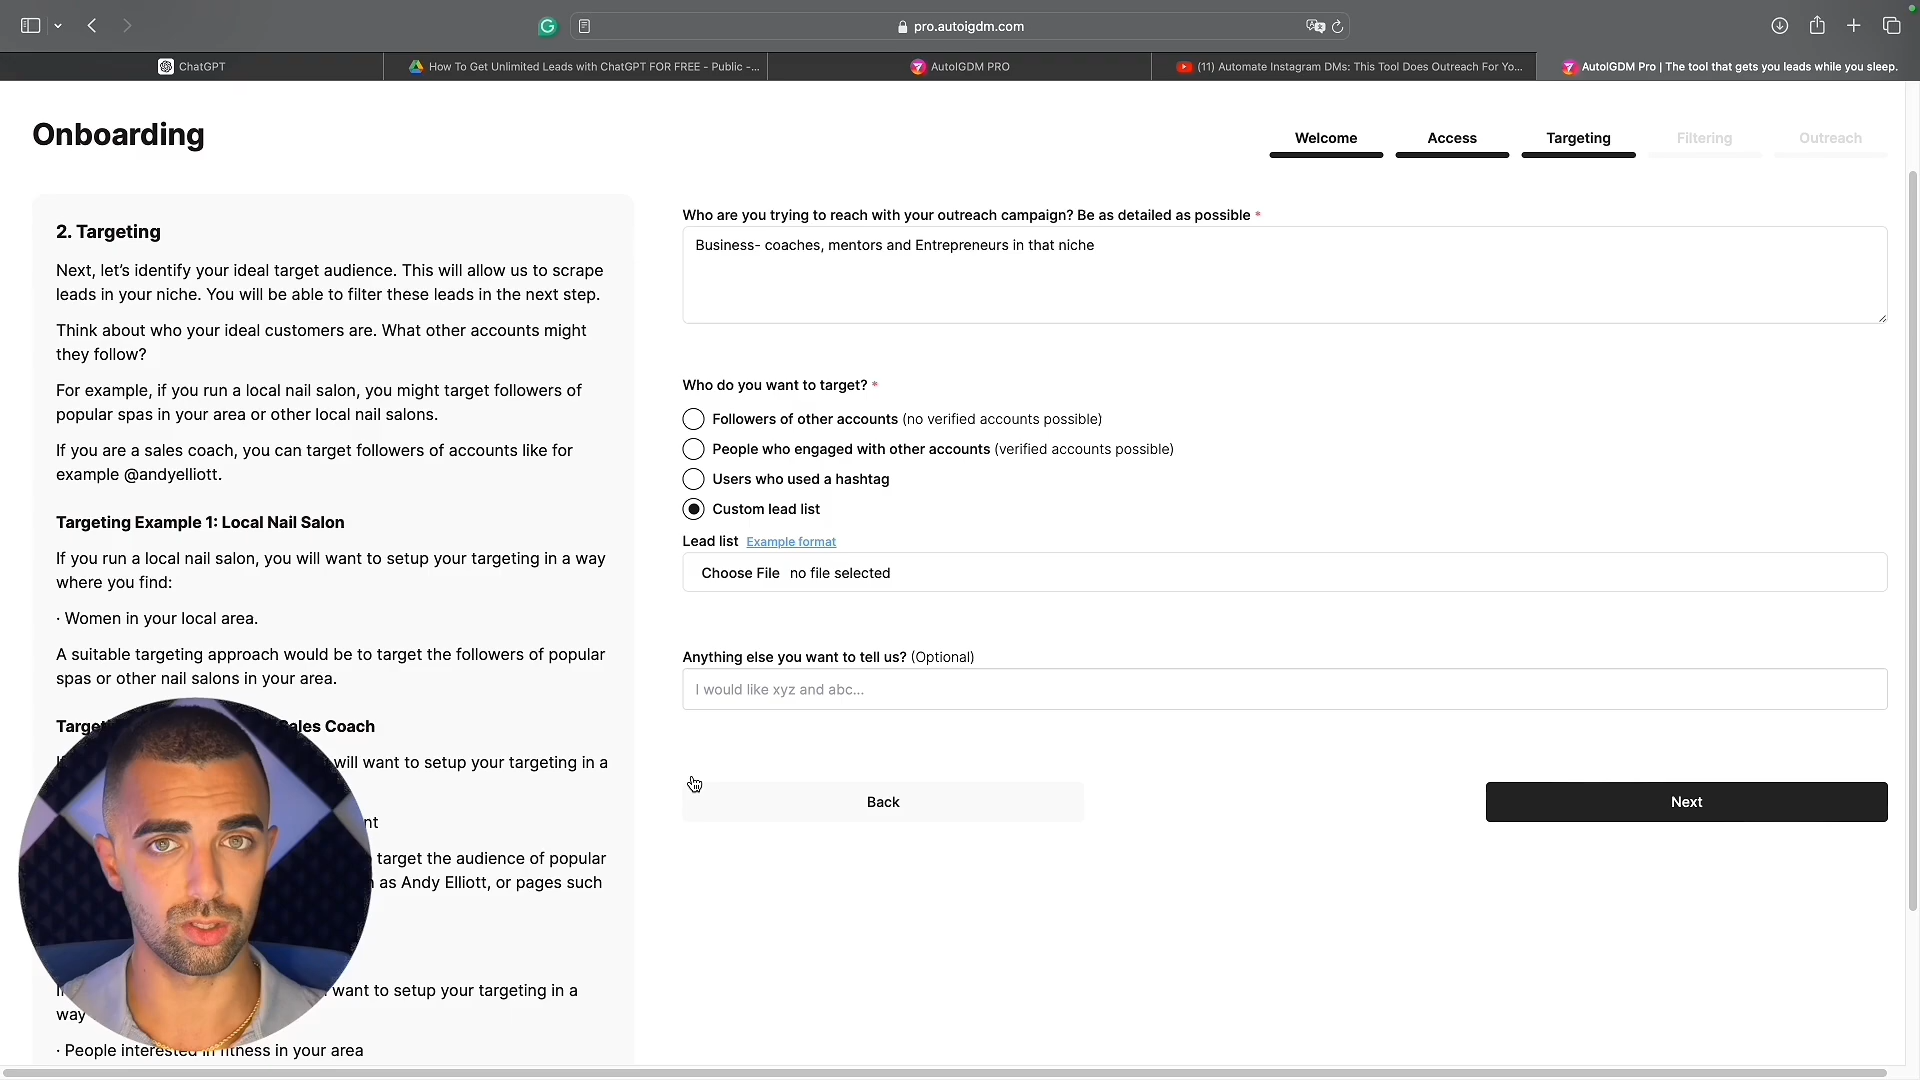 pro.autoigdm.com
ChatGPT
How To Get Unlimited Leads with ChatGPT FOR FREE - Public -...
AutoIGDM PRO
(11) Automate Instagram DMs: This Tool Does Outreach For Yo...
AutoIGDM Pro | The tool that gets you leads while you sleep.
Onboarding
Welcome
Access
Targeting
Filtering
Outreach
2. Targeting
Next, let’s identify your ideal target audience. This will allow us to scrape
leads in your niche. You will be able to filter these leads in the next step.
Think about who your ideal customers are. What other accounts might
they follow?
For example, if you run a local nail salon, you might target followers of
popular spas in your area or other local nail salons.
If you are a sales coach, you can target followers of accounts like for
example @andyelliott.
Targeting Example 1: Local Nail Salon
If you run a local nail salon, you will want to setup your targeting in a way
where you find:
· Women in your local area.
A suitable targeting approach would be to target the followers of popular
spas or other nail salons in your area.
Sales Coach
will want to setup your targeting in a
target the audience of popular
as Andy Elliott, or pages such
want to setup your targeting in a
way
· People interested in fitness in your area
Who are you trying to reach with your outreach campaign? Be as detailed as possible *
Business- coaches, mentors and Entrepreneurs in that niche
Who do you want to target? *
Followers of other accounts (no verified accounts possible)
People who engaged with other accounts (verified accounts possible)
Users who used a hashtag
Custom lead list
Lead list Example format
Choose File no file selected
Anything else you want to tell us? (Optional)
I would like xyz and abc...
Back
Next